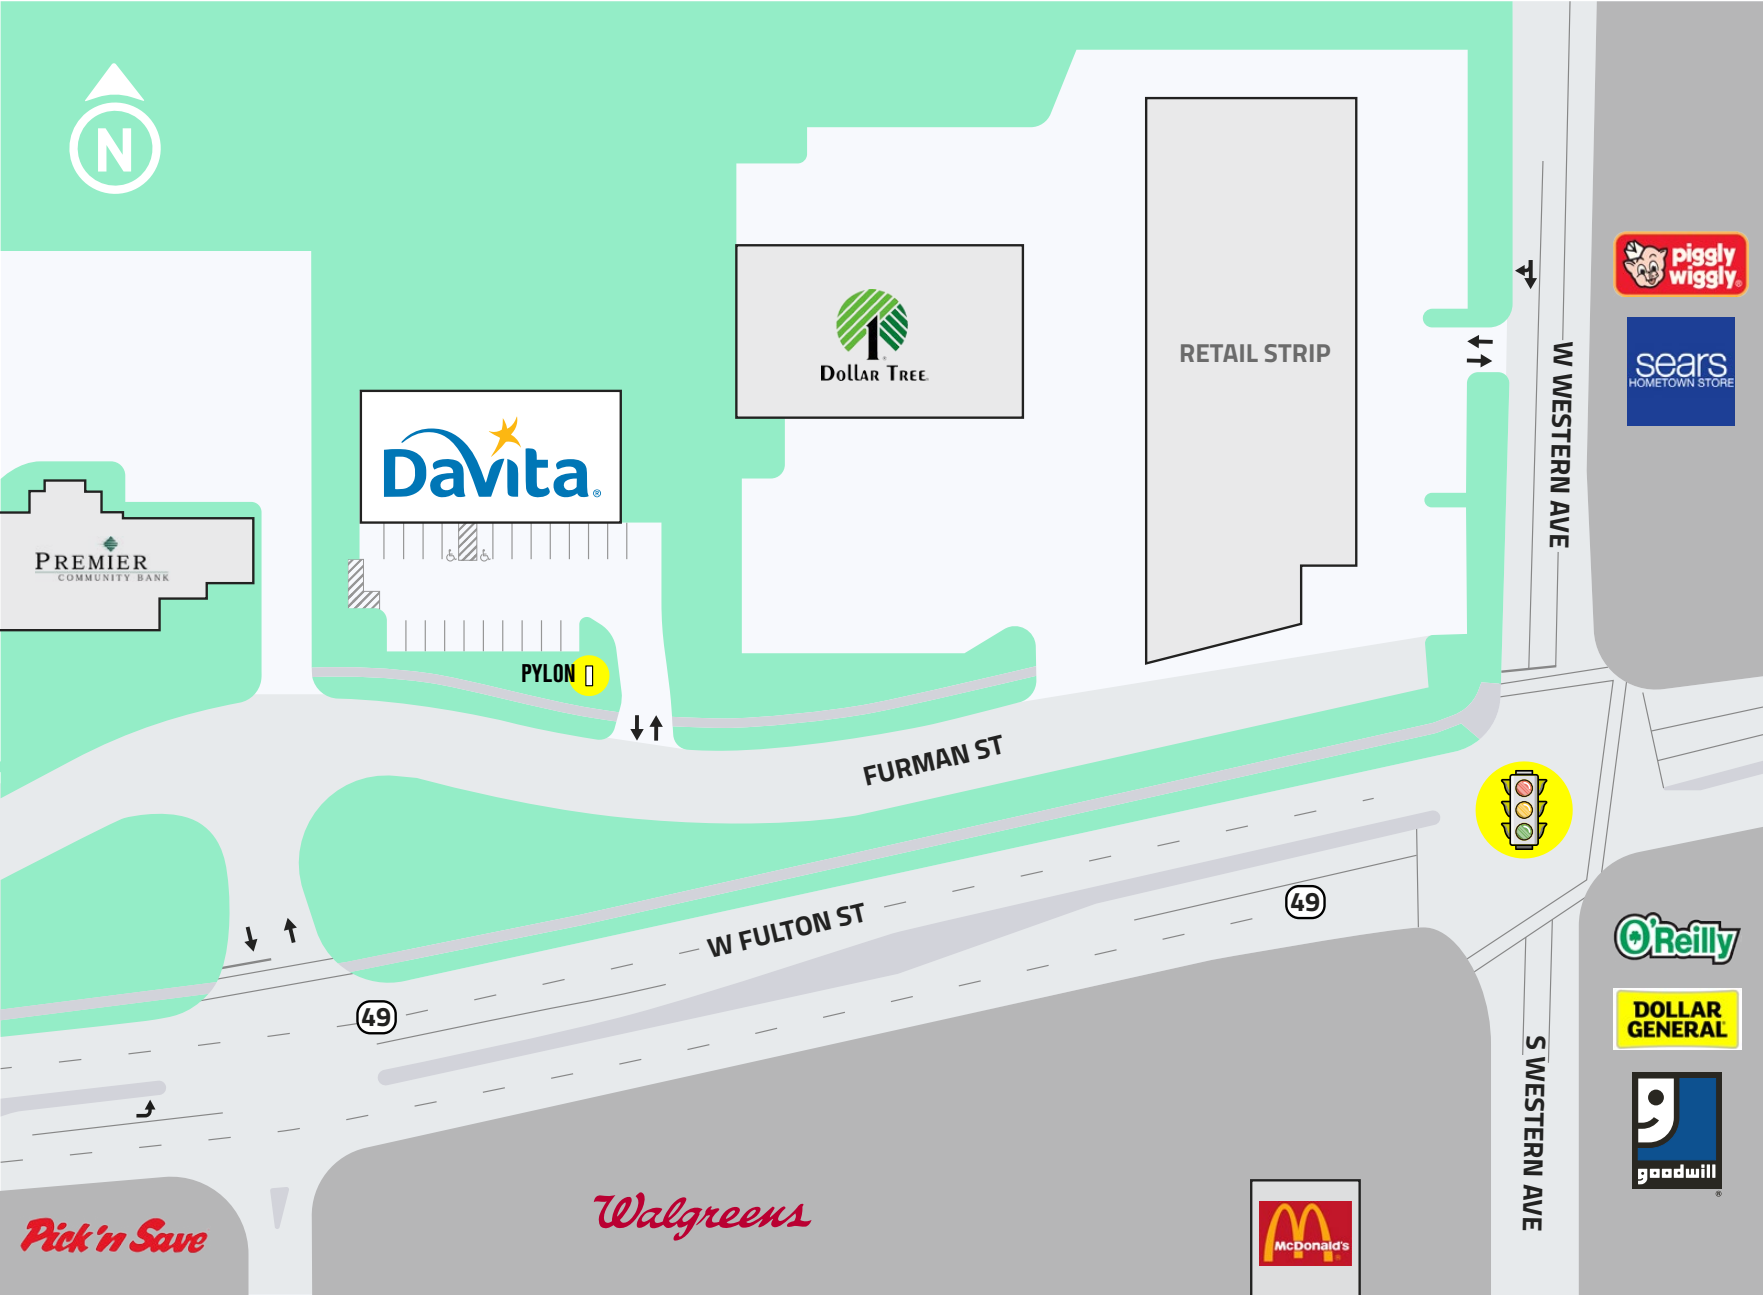 N
piggly
wiggly®
sears
HOMETOWN STORE
DOLLAR TREE
RETAIL STRIP
W WESTERN AVE
DaVita®
PREMIER
COMMUNITY BANK
PYLON
FURMAN ST
W FULTON ST
49
49
O'Reilly
DOLLAR
GENERAL
S WESTERN AVE
goodwill
®
Pick 'n Save
Walgreens
McDonald's